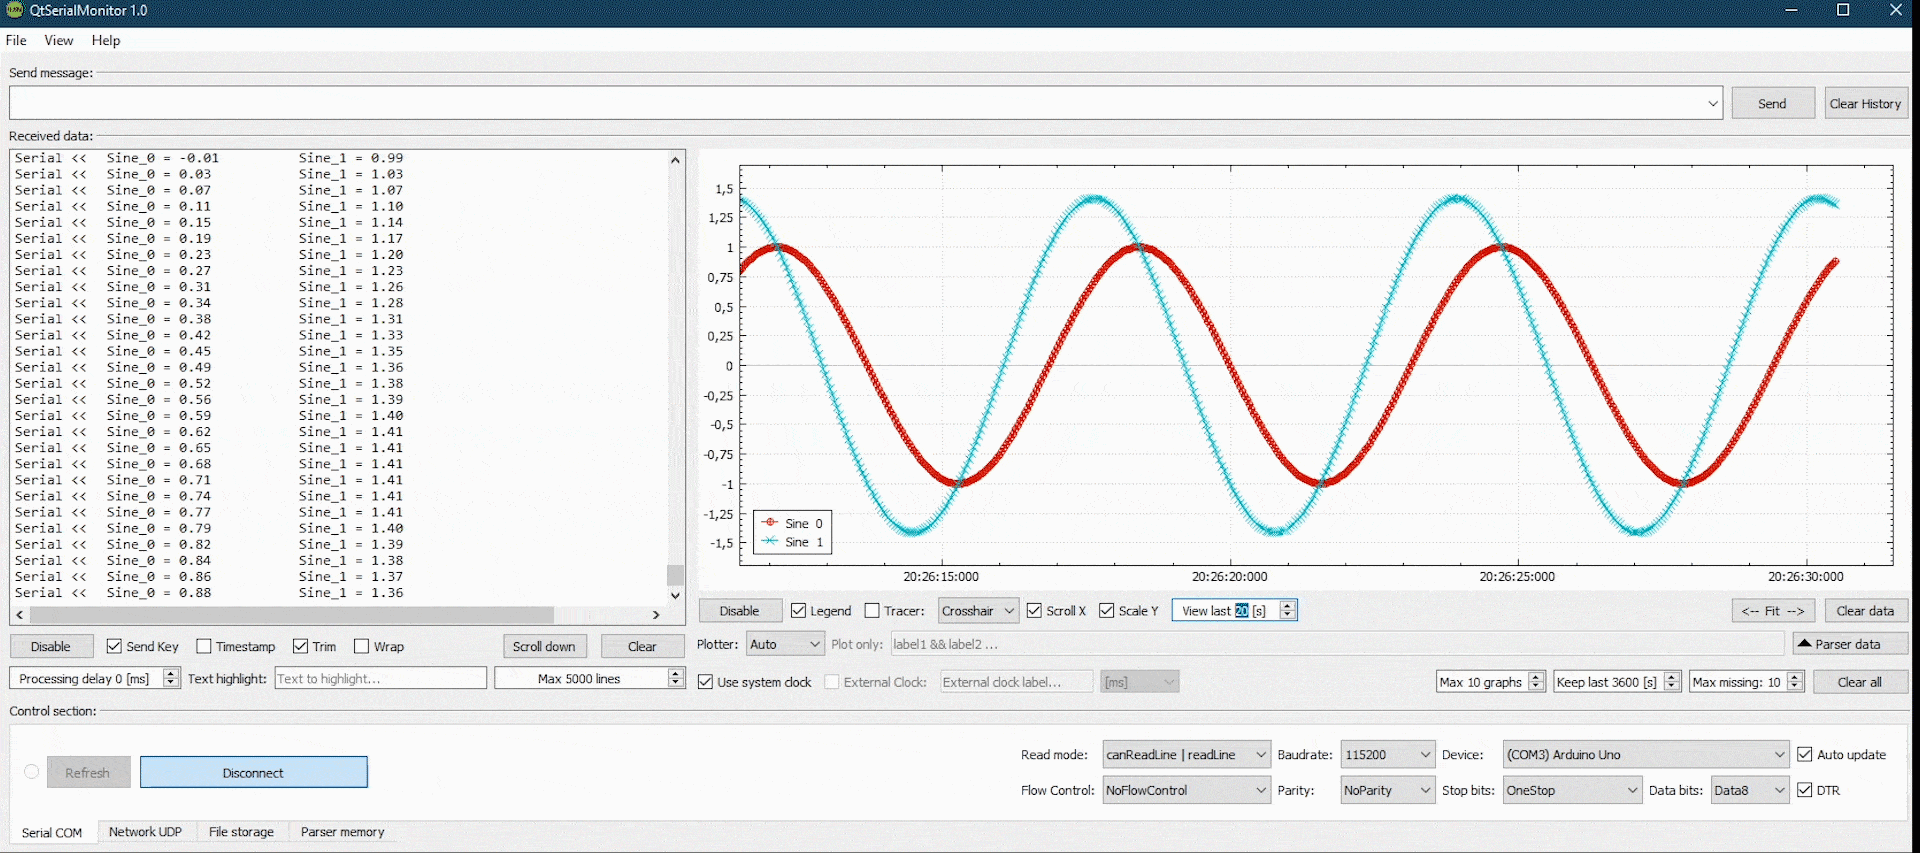 QtSerialMonitor 1.0
File View Help
Send message:
Send Clear History
Received data:
Serial << Sine_0 = -0.01 Sine_1 = 0.99
Serial << Sine_0 = 0.03 Sine_1 = 1.03
Serial << Sine_0 = 0.07 Sine_1 = 1.07
Serial << Sine_0 = 0.11 Sine_1 = 1.10
Serial << Sine_0 = 0.15 Sine_1 = 1.14
Serial << Sine_0 = 0.19 Sine_1 = 1.17
Serial << Sine_0 = 0.23 Sine_1 = 1.20
Serial << Sine_0 = 0.27 Sine_1 = 1.23
Serial << Sine_0 = 0.31 Sine_1 = 1.26
Serial << Sine_0 = 0.34 Sine_1 = 1.28
Serial << Sine_0 = 0.38 Sine_1 = 1.31
Serial << Sine_0 = 0.42 Sine_1 = 1.33
Serial << Sine_0 = 0.45 Sine_1 = 1.35
Serial << Sine_0 = 0.49 Sine_1 = 1.36
Serial << Sine_0 = 0.52 Sine_1 = 1.38
Serial << Sine_0 = 0.56 Sine_1 = 1.39
Serial << Sine_0 = 0.59 Sine_1 = 1.40
Serial << Sine_0 = 0.62 Sine_1 = 1.41
Serial << Sine_0 = 0.65 Sine_1 = 1.41
Serial << Sine_0 = 0.68 Sine_1 = 1.41
Serial << Sine_0 = 0.71 Sine_1 = 1.41
Serial << Sine_0 = 0.74 Sine_1 = 1.41
Serial << Sine_0 = 0.77 Sine_1 = 1.41
Serial << Sine_0 = 0.79 Sine_1 = 1.40
Serial << Sine_0 = 0.82 Sine_1 = 1.39
Serial << Sine_0 = 0.84 Sine_1 = 1.38
Serial << Sine_0 = 0.86 Sine_1 = 1.37
Serial << Sine_0 = 0.88 Sine_1 = 1.36
1,5
1,25
1
0,75
0,5
0,25
0
-0,25
-0,5
-0,75
-1
-1,25
-1,5
Sine 0
Sine 1
20:26:15:000 20:26:20:000 20:26:25:000 20:26:30:000
Disable Legend Tracer: Crosshair Scroll X Scale Y View last 20 [s] <-- Fit --> Clear data
Disable Send Key Timestamp Trim Wrap Scroll down Clear
Plotter: Auto Plot only: label1 && label2 ... Parser data
Processing delay 0 [ms] Text highlight: Text to highlight... Max 5000 lines
Use system clock External Clock: External clock label... [ms] Max 10 graphs Keep last 3600 [s] Max missing: 10 Clear all
Control section:
Refresh Disconnect
Read mode: canReadLine | readLine Baudrate: 115200 Device: (COM3) Arduino Uno Auto update
Flow Control: NoFlowControl Parity: NoParity Stop bits: OneStop Data bits: Data8 DTR
Serial COM Network UDP File storage Parser memory